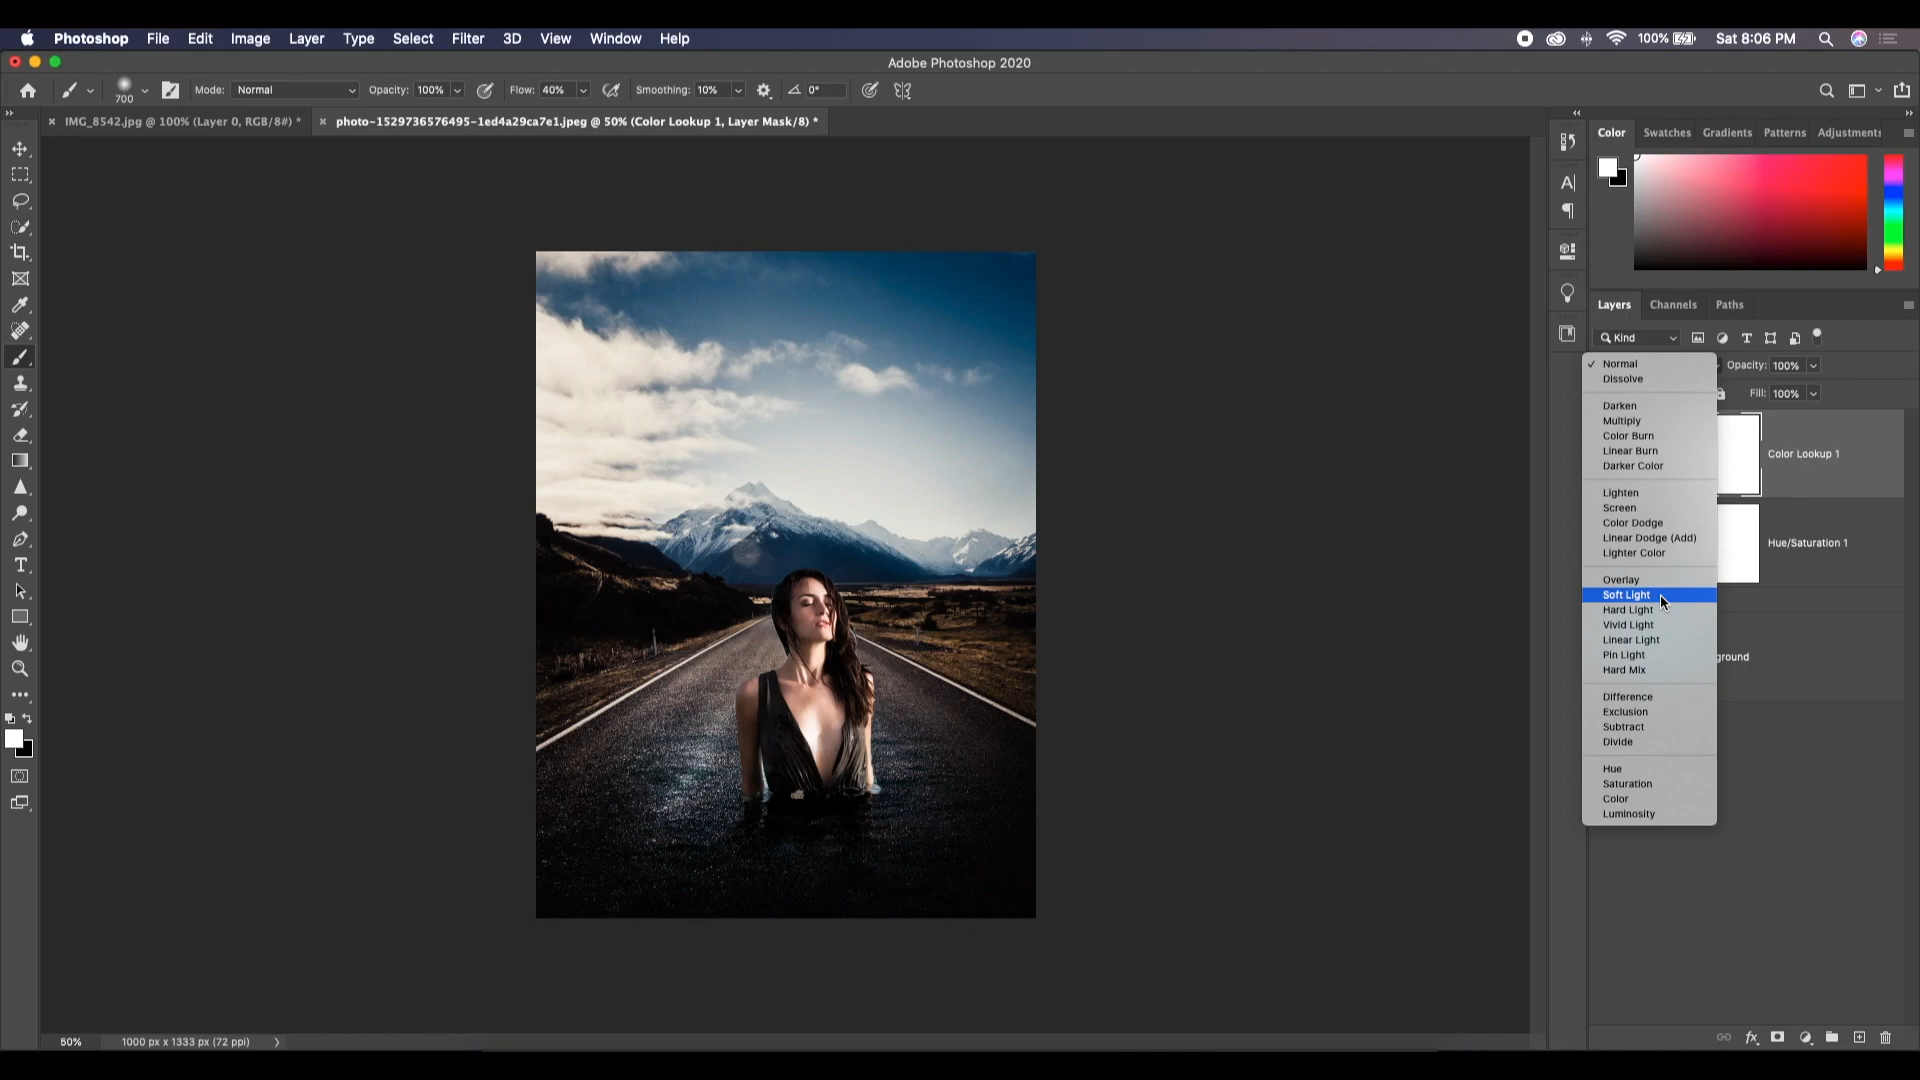 Photoshop File Edit Image Layer Type Select Filter 3D View Window Help 100% Sat 8:06 PM
Adobe Photoshop 2020
700 Mode: Normal Opacity: 100% Flow: 40% Smoothing: 10% 0°
× IMG_8542.jpg @ 100% (Layer 0, RGB/8#) * × photo-1529736576495-1ed4a29ca7e1.jpeg @ 50% (Color Lookup 1, Layer Mask/8) *
Color Swatches Gradients Patterns Adjustments
Layers Channels Paths
Kind
Normal Opacity: 100%
Dissolve
Fill: 100%
Darken
Multiply
Color Burn
Linear Burn
Darker Color
Color Lookup 1
Lighten
Screen
Color Dodge
Linear Dodge (Add)
Lighter Color
Hue/Saturation 1
Overlay
Soft Light
Hard Light
Vivid Light
Linear Light
Pin Light
Hard Mix
ground
Difference
Exclusion
Subtract
Divide
Hue
Saturation
Color
Luminosity
50% 1000 px x 1333 px (72 ppi)